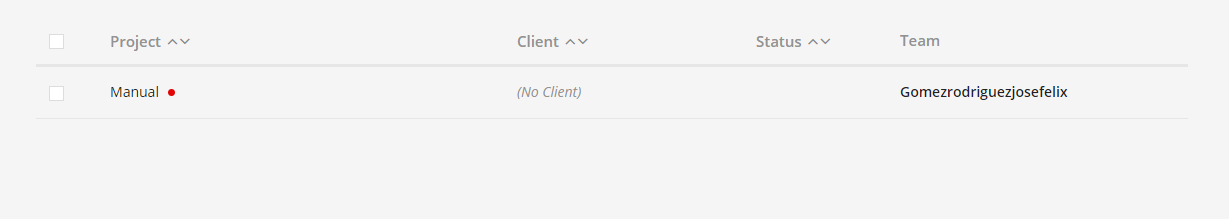 Project Client Status Team
Manual (No Client) Gomezrodriguezjosefelix